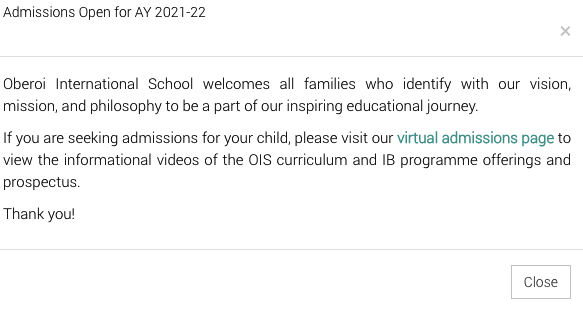 Admissions Open for AY 2021-22
×
Oberoi International School welcomes all families who identify with our vision,
mission, and philosophy to be a part of our inspiring educational journey.
If you are seeking admissions for your child, please visit our virtual admissions page to
view the informational videos of the OIS curriculum and IB programme offerings and
prospectus.
Thank you!
Close